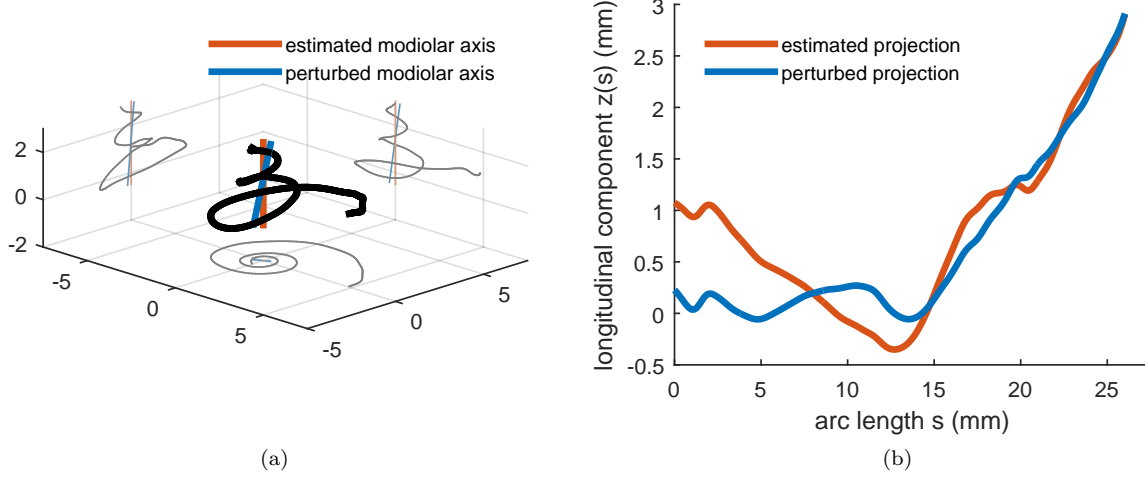 estimated modiolar axis
perturbed modiolar axis
2
0
-2
-5
0
5
-5
0
5
(a)
longitudinal component z(s) (mm)
3
2.5
2
1.5
1
0.5
0
-0.5
estimated projection
perturbed projection
0
5
10
15
20
25
arc length s (mm)
(b)